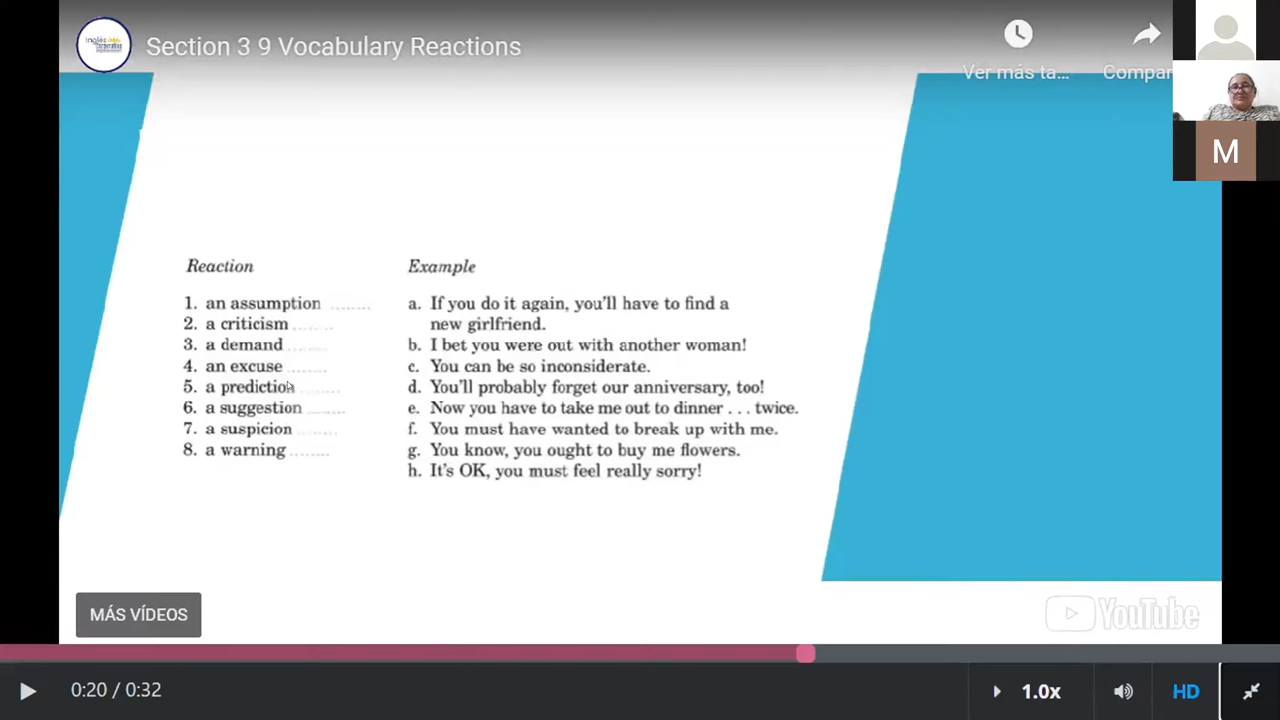 Section 3 9 Vocabulary Reactions
Ver más ta...
Compar
M
Reaction
Example
1. an assumption ........
2. a criticism ........
3. a demand ........
4. an excuse ........
5. a prediction ........
6. a suggestion ........
7. a suspicion ........
8. a warning ........
a. If you do it again, you'll have to find a
new girlfriend.
b. I bet you were out with another woman!
c. You can be so inconsiderate.
d. You'll probably forget our anniversary, too!
e. Now you have to take me out to dinner . . . twice.
f. You must have wanted to break up with me.
g. You know, you ought to buy me flowers.
h. It's OK, you must feel really sorry!
MÁS VÍDEOS
YouTube
0:20 / 0:32
1.0x
HD